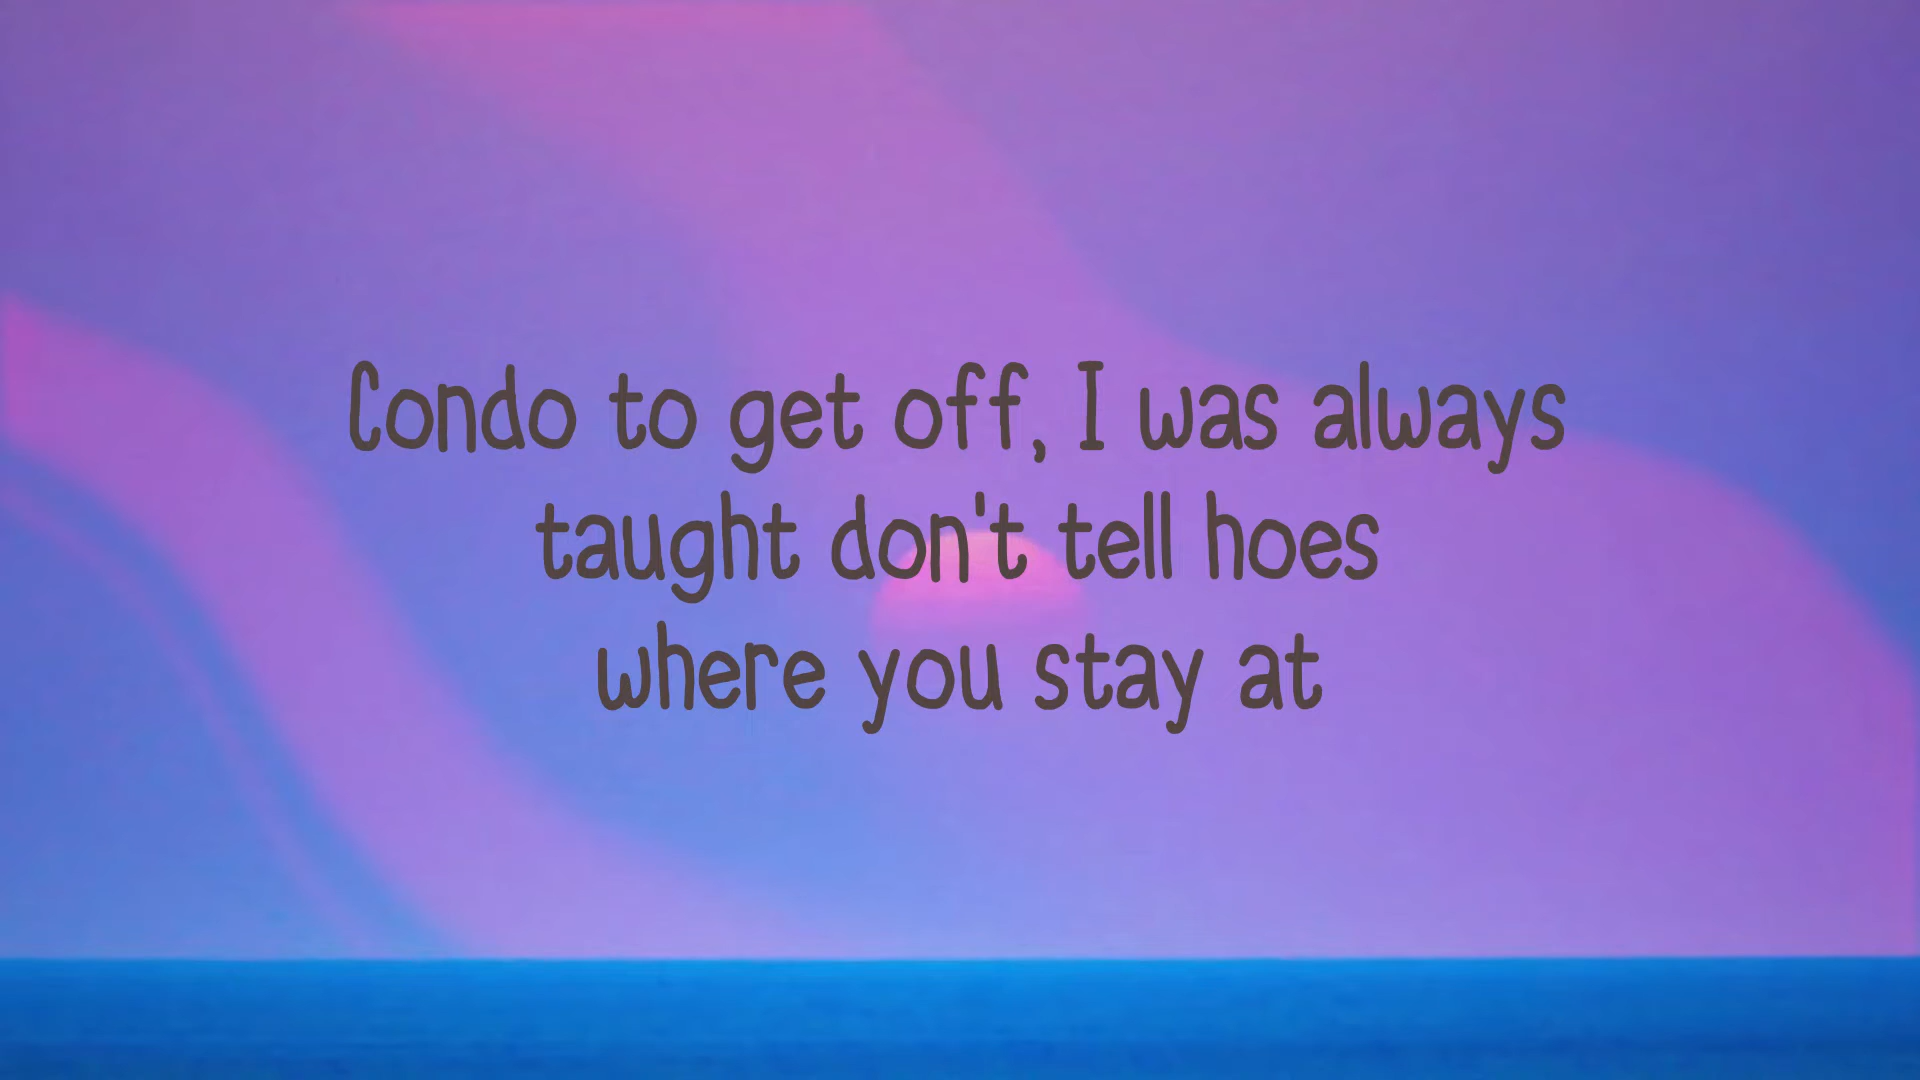 Condo to get off, I was always
taught don't tell hoes
where you stay at